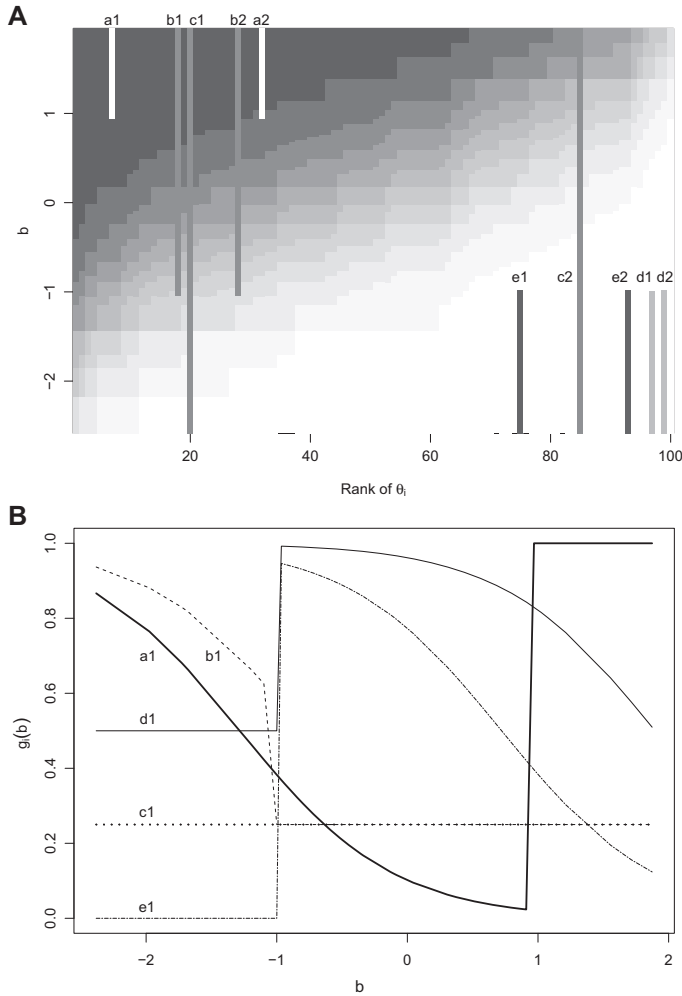 A
a1 b1 c1 b2 a2
1
0
−1
−2
b
e1 c2 e2 d1 d2
20 40 60 80 100
Rank of θi
B
1.0
0.8
0.6
0.4
0.2
0.0
gi(b)
a1 b1
d1
c1
e1
−2 −1 0 1 2
b